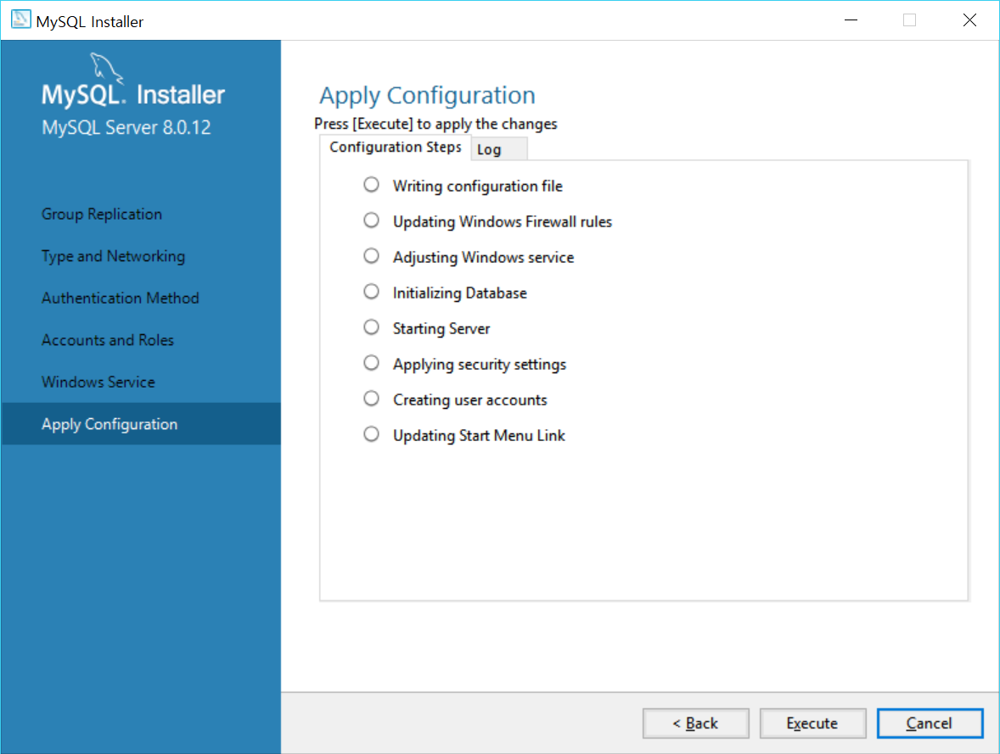 MySQL Installer
MySQL. Installer
MySQL Server 8.0.12
Group Replication
Type and Networking
Authentication Method
Accounts and Roles
Windows Service
Apply Configuration
Apply Configuration
Press [Execute] to apply the changes
Configuration Steps
Log
Writing configuration file
Updating Windows Firewall rules
Adjusting Windows service
Initializing Database
Starting Server
Applying security settings
Creating user accounts
Updating Start Menu Link
< Back
Execute
Cancel